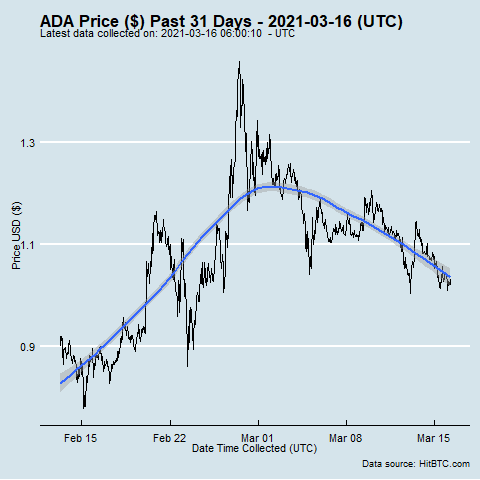 ADA Price ($) Past 31 Days - 2021-03-16 (UTC)
Latest data collected on: 2021-03-16 06:00:10 - UTC
1.3
1.1
0.9
Price USD ($)
Feb 15 Feb 22 Mar 01 Mar 08 Mar 15
Date Time Collected (UTC)
Data source: HitBTC.com